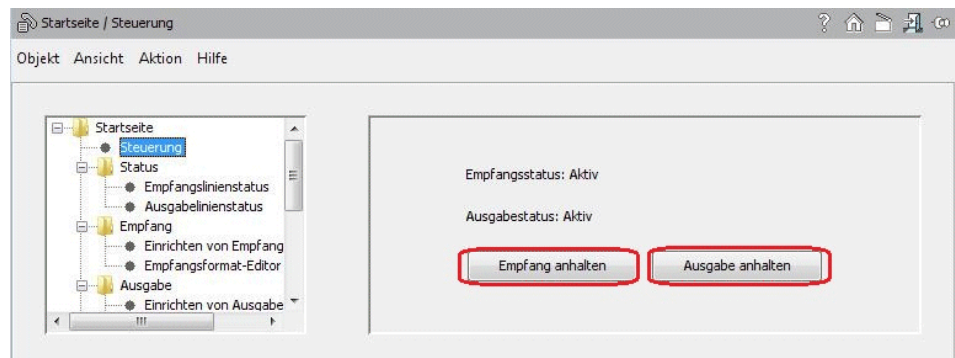 Startseite / Steuerung
Objekt Ansicht Aktion Hilfe
Startseite
Steuerung
Status
Empfangslinienstatus
Ausgabelinienstatus
Empfang
Einrichten von Empfang
Empfangsformat-Editor
Ausgabe
Einrichten von Ausgabe
Empfangsstatus: Aktiv
Ausgabestatus: Aktiv
Empfang anhalten
Ausgabe anhalten